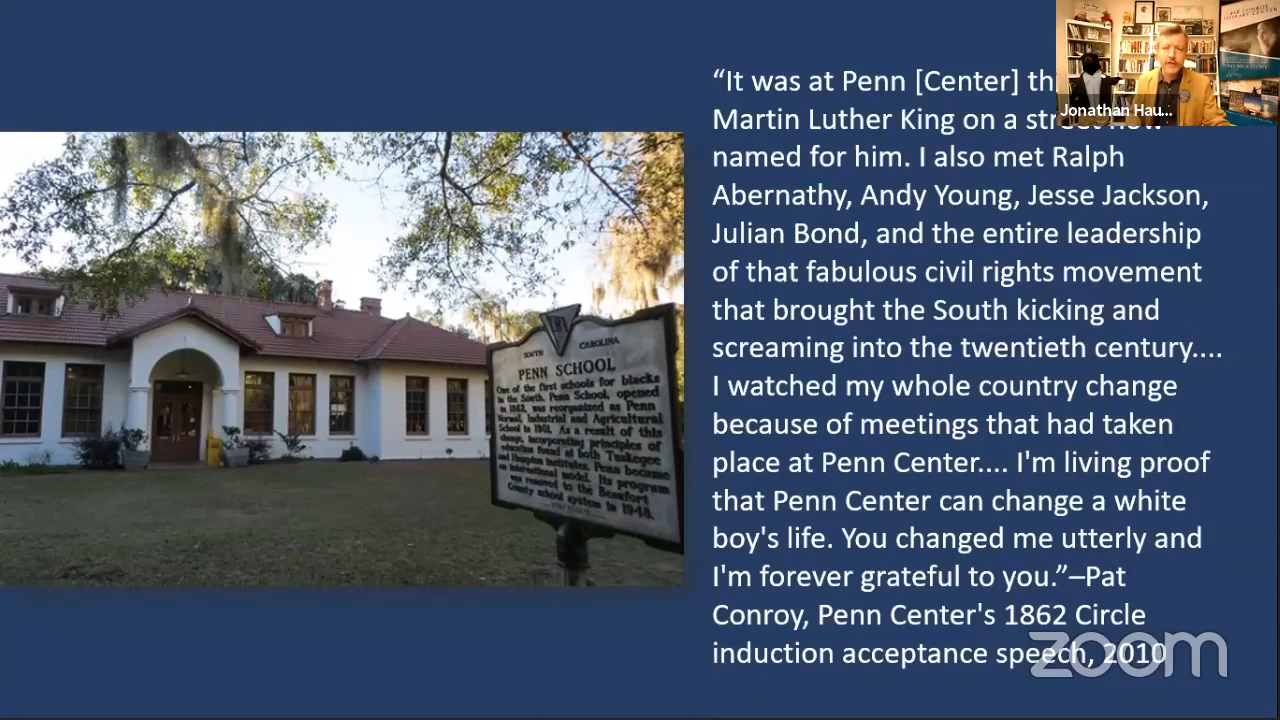 “It was at Penn [Center]
Martin Luther King on a
named for him. I also met Ralph
Abernathy, Andy Young, Jesse Jackson,
Julian Bond, and the entire leadership
of that fabulous civil rights movement
that brought the South kicking and
screaming into the twentieth century....
I watched my whole country change
because of meetings that had taken
place at Penn Center.... I'm living proof
that Penn Center can change a white
boy's life. You changed me utterly and
I'm forever grateful to you.”–Pat
Conroy, Penn Center's 1862 Circle
induction acceptance speech, 2010
zoom
Jonathan Hau...
SOUTH CAROLINA
PENN SCHOOL
One of the first schools for blacks
in the South, Penn School, opened
in 1862, was reorganized as Penn
Normal, Industrial and Agricultural
School in 1901. As a result of this
change, incorporating principles of
education found at both Tuskegee
and Hampton Institutes, Penn became
an international model. Its program
was removed to the Beaufort
County school system in 1948.